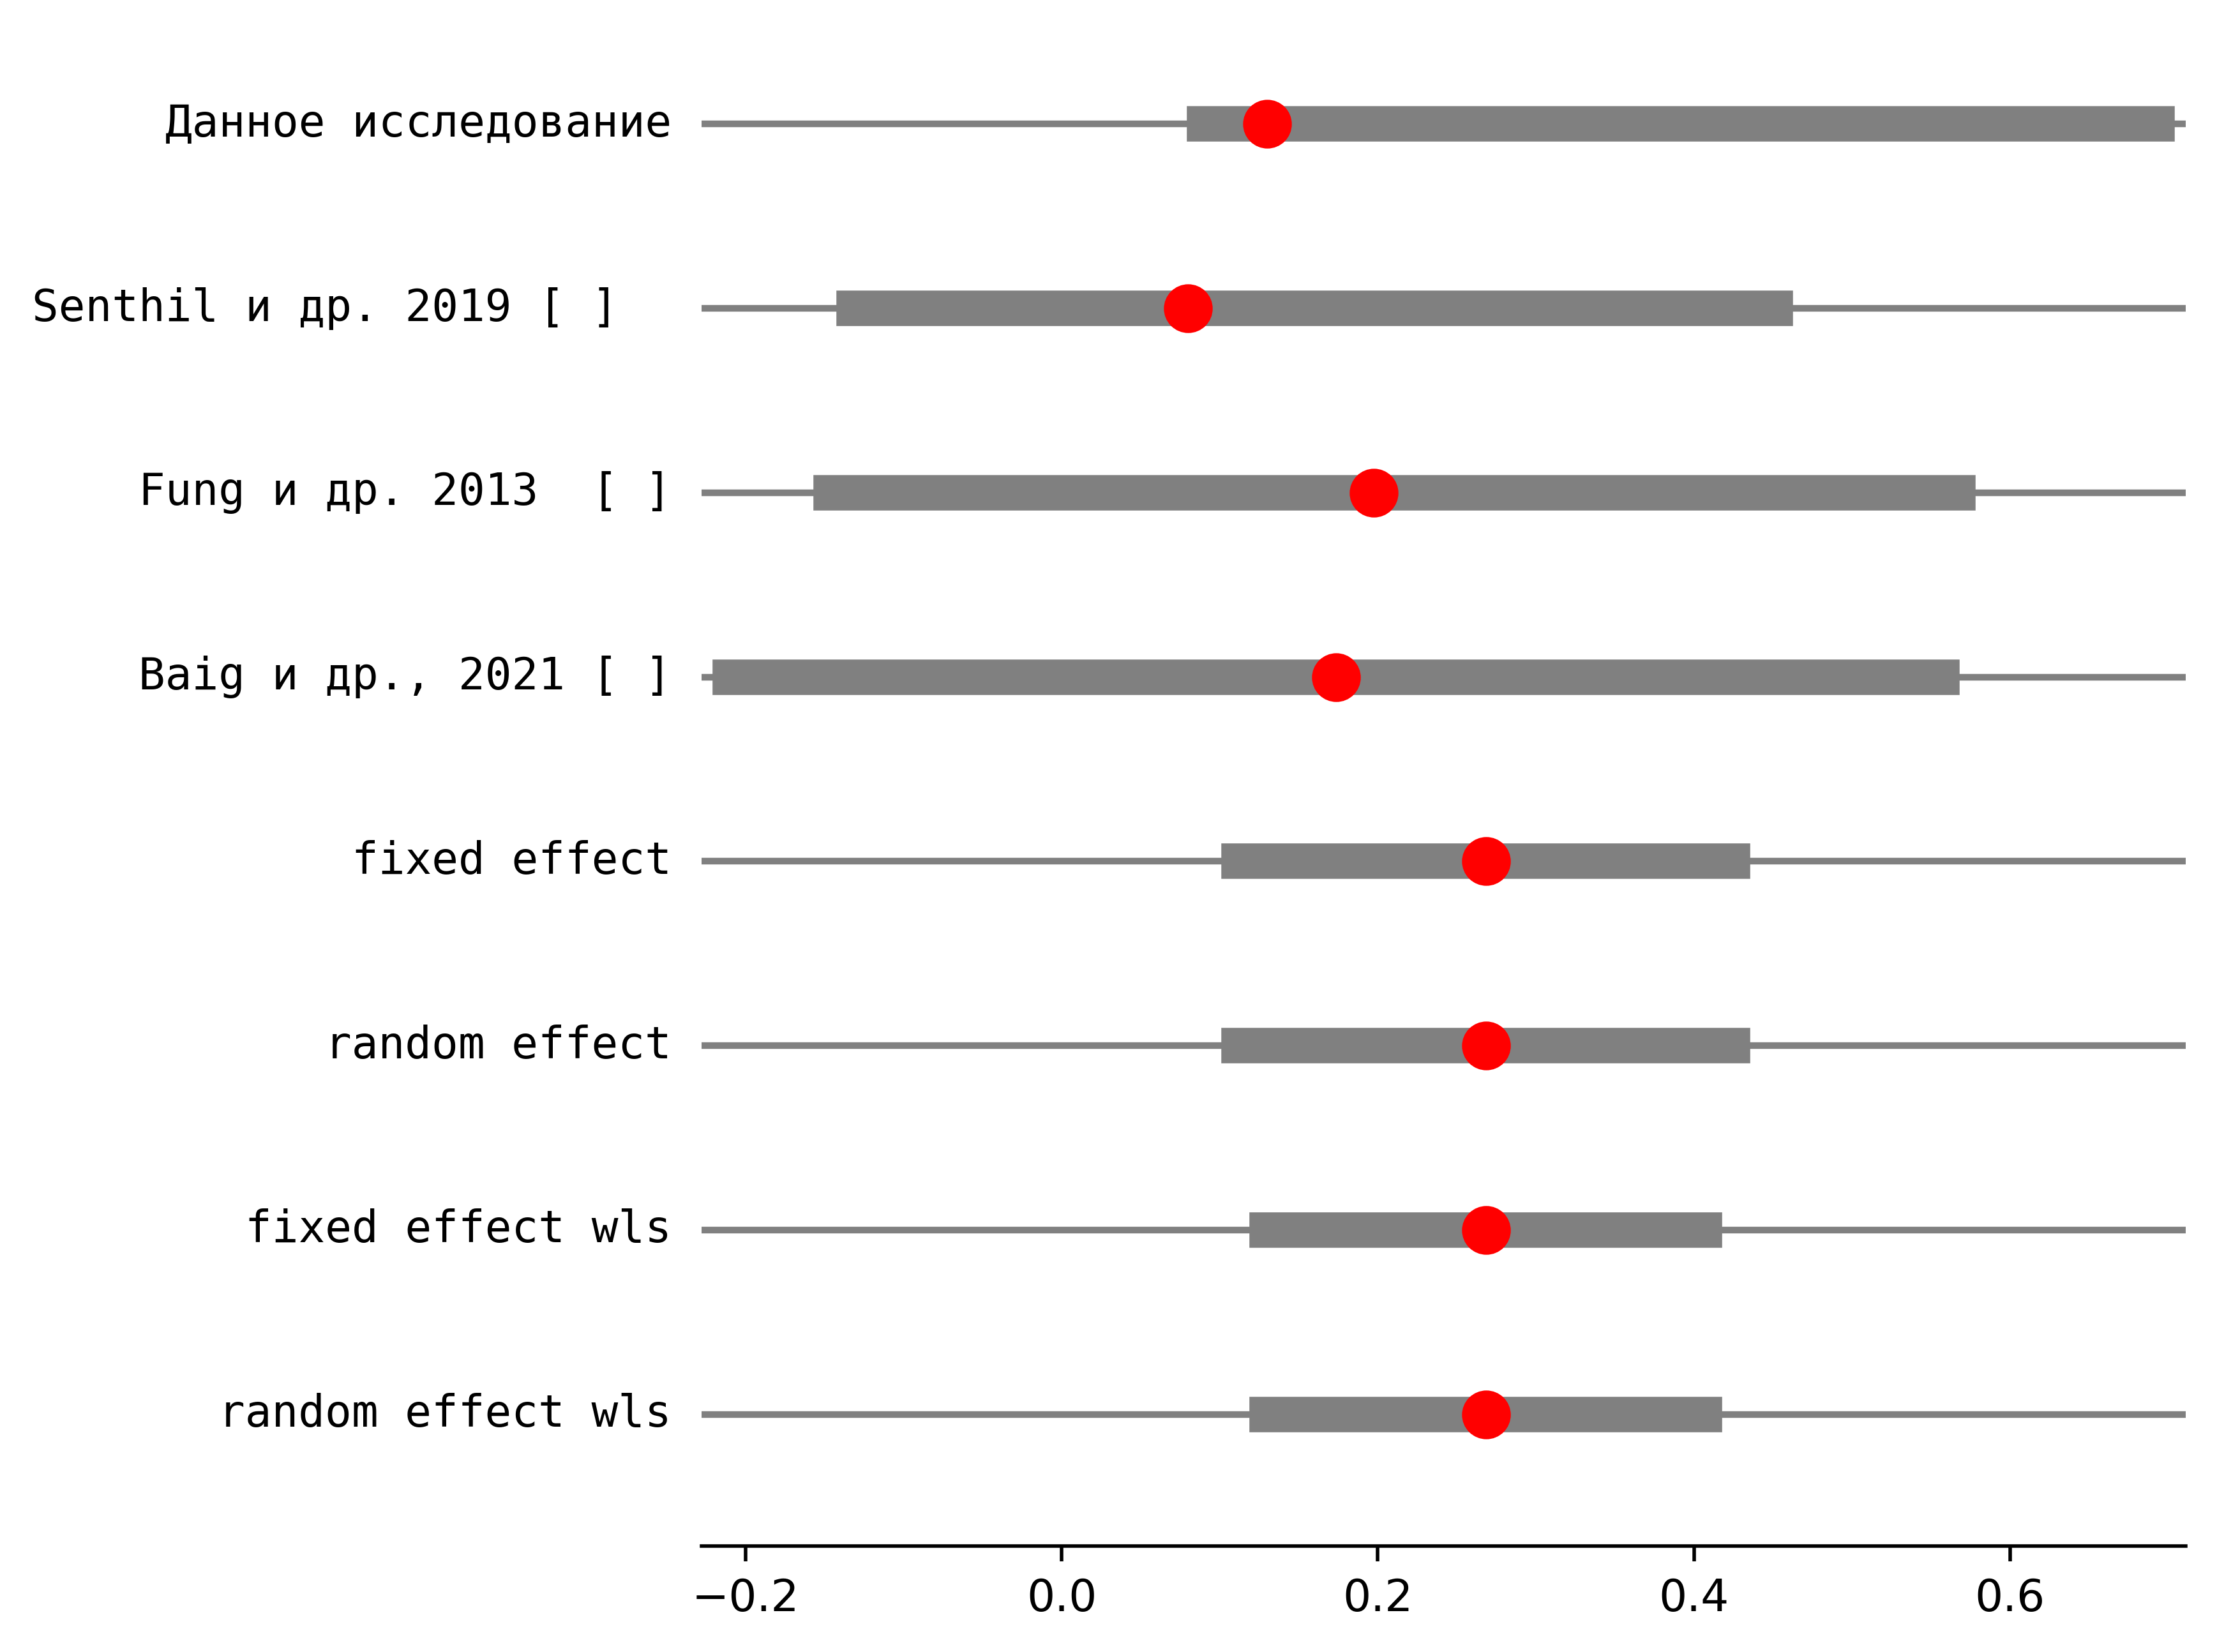 Данное исследование
Senthil и др. 2019 [ ]
Fung и др. 2013  [ ]
Baig и др., 2021 [ ]
fixed effect
random effect
fixed effect wls
random effect wls
−0.2 0.0 0.2 0.4 0.6